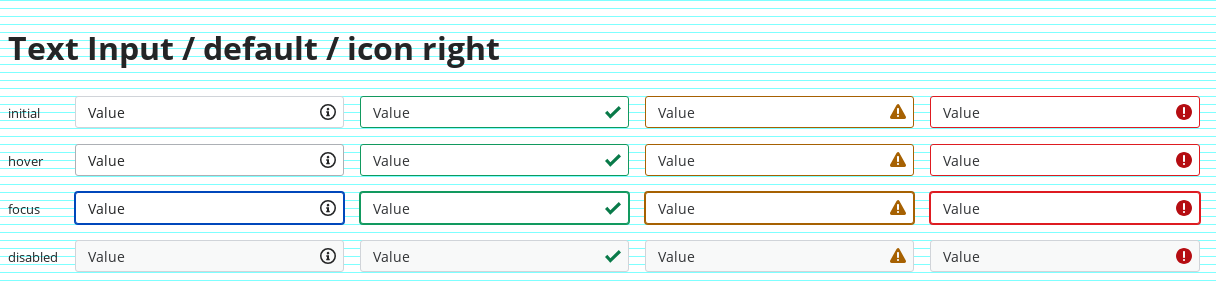 Text Input / default / icon right
initial Value Value Value Value
hover Value Value Value Value
focus Value Value Value Value
disabled Value Value Value Value